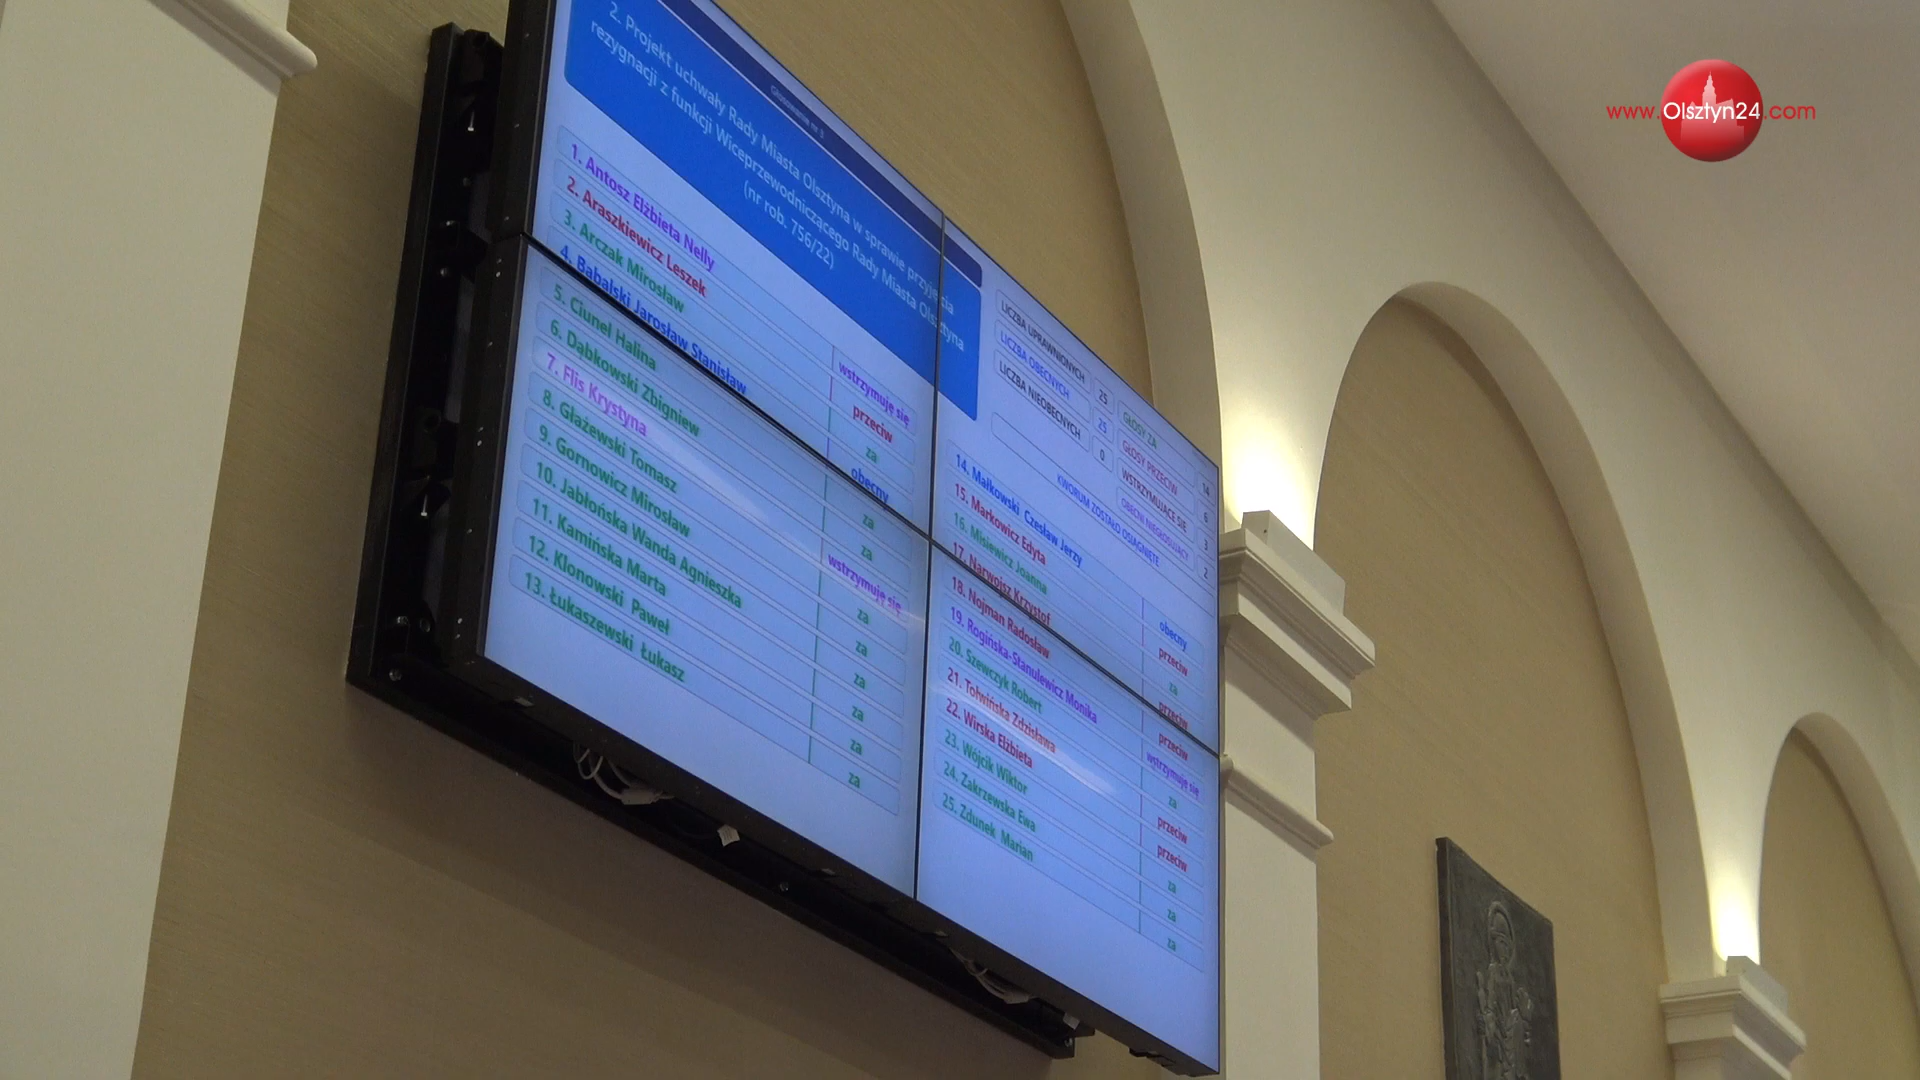 www.Olsztyn24.com
Głosowanie nr 3
2. Projekt uchwały Rady Miasta Olsztyna w sprawie przyjęcia
rezygnacji z funkcji Wiceprzewodniczącego Rady Miasta Olsztyna
(nr rob. 756/22)
LICZBA UPRAWNIONYCH 25 GŁOSY ZA 14
LICZBA OBECNYCH 25 GŁOSY PRZECIW 6
LICZBA NIEOBECNYCH 0 WSTRZYMUJĄCE SIĘ 3
OBECNI NIEGŁOSUJĄCY 2
KWORUM ZOSTAŁO OSIĄGNIĘTE
1. Antosz Elżbieta Nelly wstrzymuję się
2. Araszkiewicz Leszek przeciw
3. Arczak Mirosław za
4. Babalski Jarosław Stanisław obecny
5. Ciunel Halina za
6. Dąbkowski Zbigniew za
7. Flis Krystyna wstrzymuję się
8. Głażewski Tomasz za
9. Gornowicz Mirosław za
10. Jabłońska Wanda Agnieszka za
11. Kamińska Marta za
12. Klonowski Paweł za
13. Łukaszewski Łukasz za
14. Małkowski Czesław Jerzy obecny
15. Markowicz Edyta przeciw
16. Misiewicz Joanna za
17. Narwojsz Krzysztof przeciw
18. Nojman Radosław przeciw
19. Rogińska-Stanulewicz Monika wstrzymuję się
20. Szewczyk Robert za
21. Tołwińska Zdzisława przeciw
22. Wirska Elżbieta przeciw
23. Wójcik Wiktor za
24. Zakrzewska Ewa za
25. Zdunek Marian za